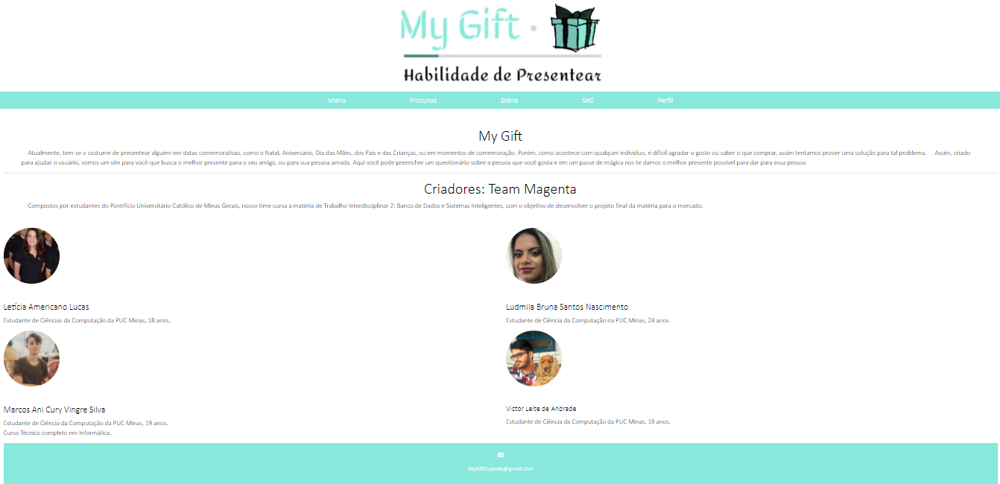 My Gift
Habilidade de Presentear
Menu Produtos Sobre SAC Perfil
My Gift
Atualmente, tem-se o costume de presentear alguém em datas comemorativas, como o Natal, Aniversário, Dia das Mães, dos Pais e das Crianças, ou em momentos de comemoração. Porém, como acontece com qualquer individuo, é difícil agradar o gosto ou saber o que comprar, assim tentamos prover uma solução para tal problema. Assim, criado
para ajudar o usuário, somos um site para você que busca o melhor presente para o seu amigo, ou para sua pessoa amada. Aqui você pode preencher um questionário sobre a pessoa que você gosta e em um passe de mágica nos te damos o melhor presente possível para dar para essa pessoa
Criadores: Team Magenta
Compostos por estudantes do Pontifício Universitário Católico de Minas Gerais, nosso time cursa a matéria de Trabalho Interdisciplinar 2: Banco de Dados e Sistemas Inteligentes, com o objetivo de desenvolver o projeto final da matéria para o mercado.
Letícia Americano Lucas
Estudante de Ciências da Computação da PUC Minas, 18 anos.
Ludmila Bruna Santos Nascimento
Estudante de Ciência da Computação na PUC Minas, 24 anos
Marcos Ani Cury Vingre Silva
Estudante de Ciência da Computação da PUC Minas, 19 anos.
Curso Técnico completo em Informática.
Victor Leite de Andrade
Estudante de Ciência da Computação da PUC Minas, 19 anos.
MyGiftSuporte@gmail.com